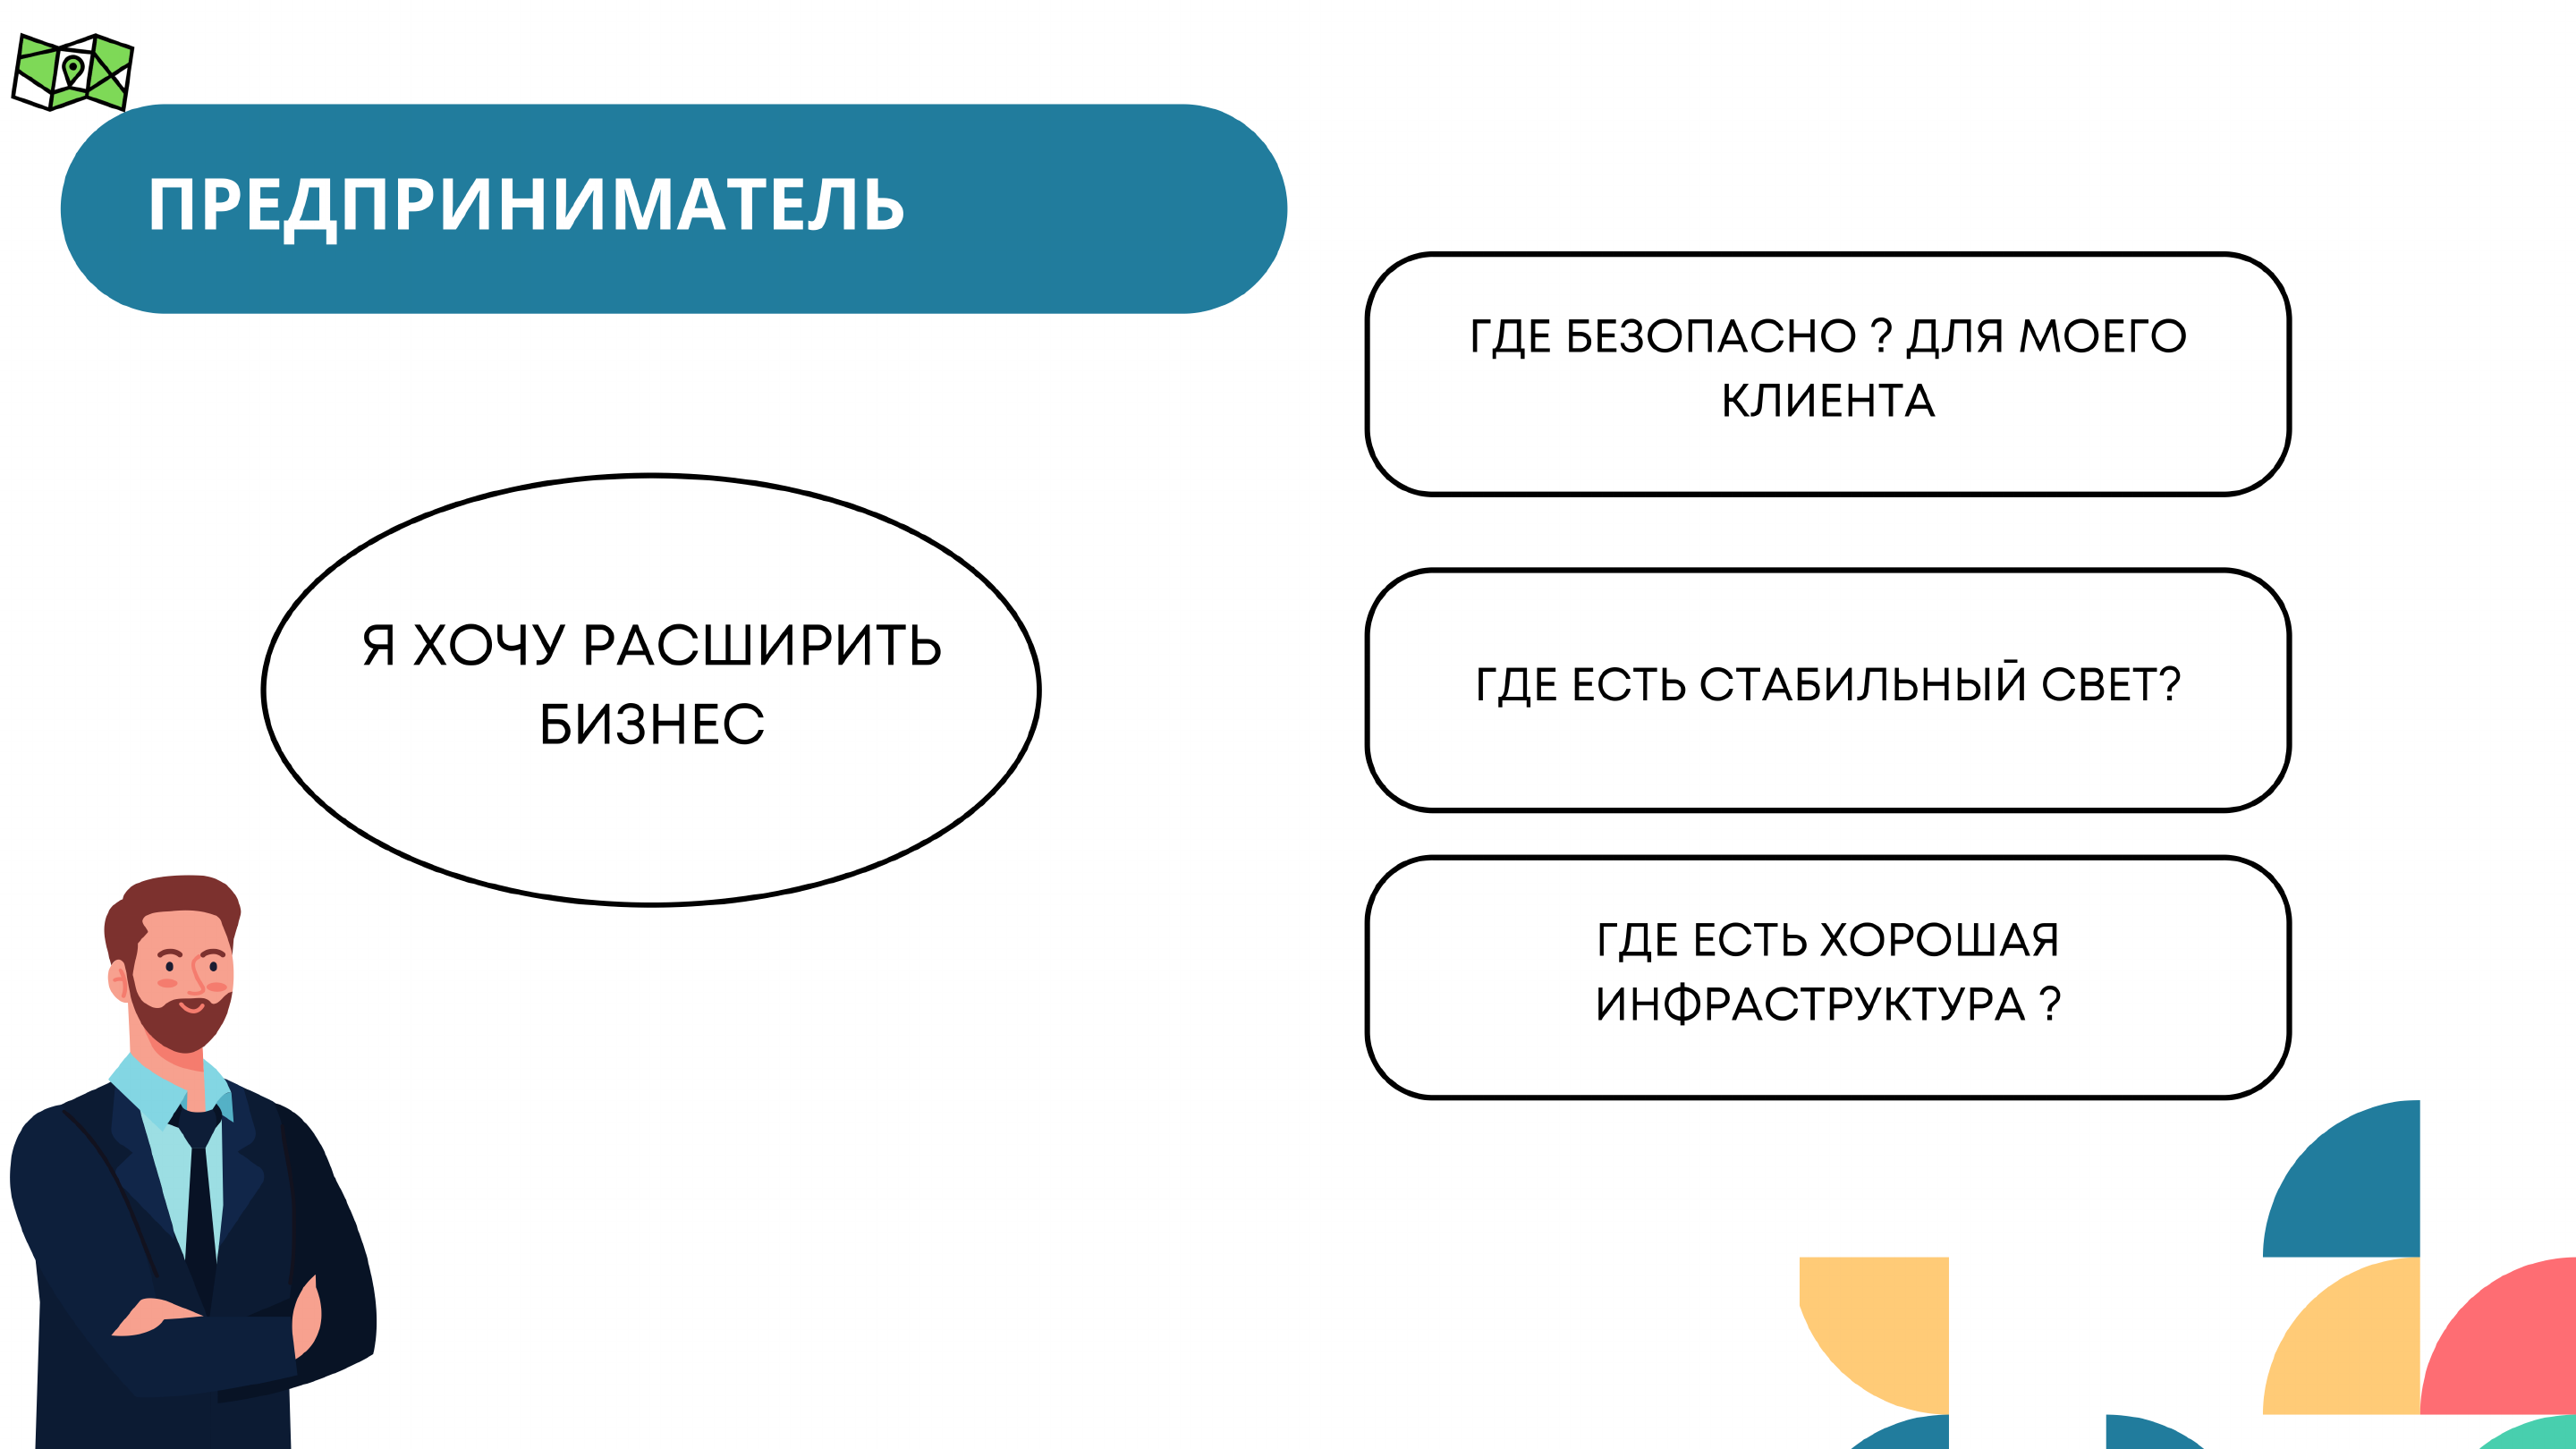 ПРЕДПРИНИМАТЕЛЬ
Я ХОЧУ РАСШИРИТЬ
БИЗНЕС
ГДЕ БЕЗОПАСНО ? ДЛЯ МОЕГО
КЛИЕНТА
ГДЕ ЕСТЬ СТАБИЛЬНЫЙ СВЕТ?
ГДЕ ЕСТЬ ХОРОШАЯ
ИНФРАСТРУКТУРА ?